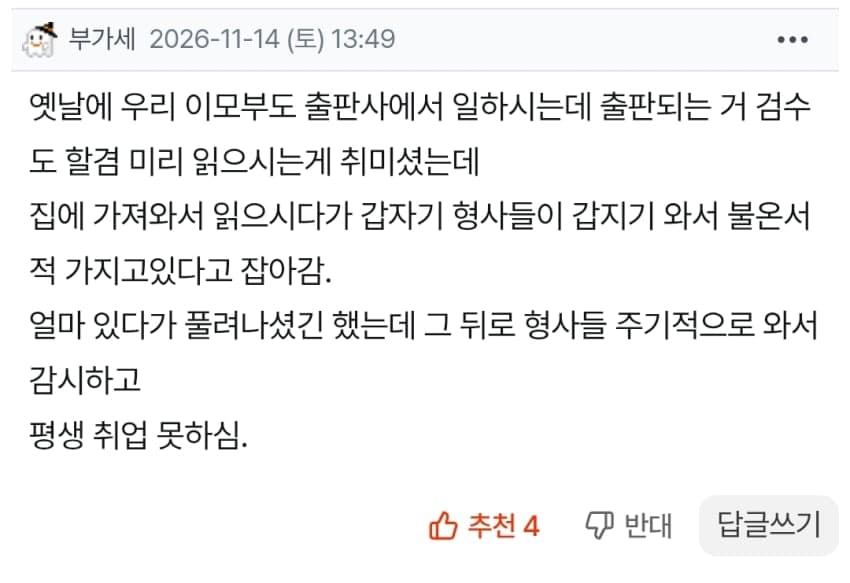 부가세 2026-11-14 (토) 13:49
옛날에 우리 이모부도 출판사에서 일하시는데 출판되는 거 검수
도 할겸 미리 읽으시는게 취미셨는데
집에 가져와서 읽으시다가 갑자기 형사들이 갑지기 와서 불온서
적 가지고있다고 잡아감.
얼마 있다가 풀려나셨긴 했는데 그 뒤로 형사들 주기적으로 와서
감시하고
평생 취업 못하심.
추천 4 반대 답글쓰기